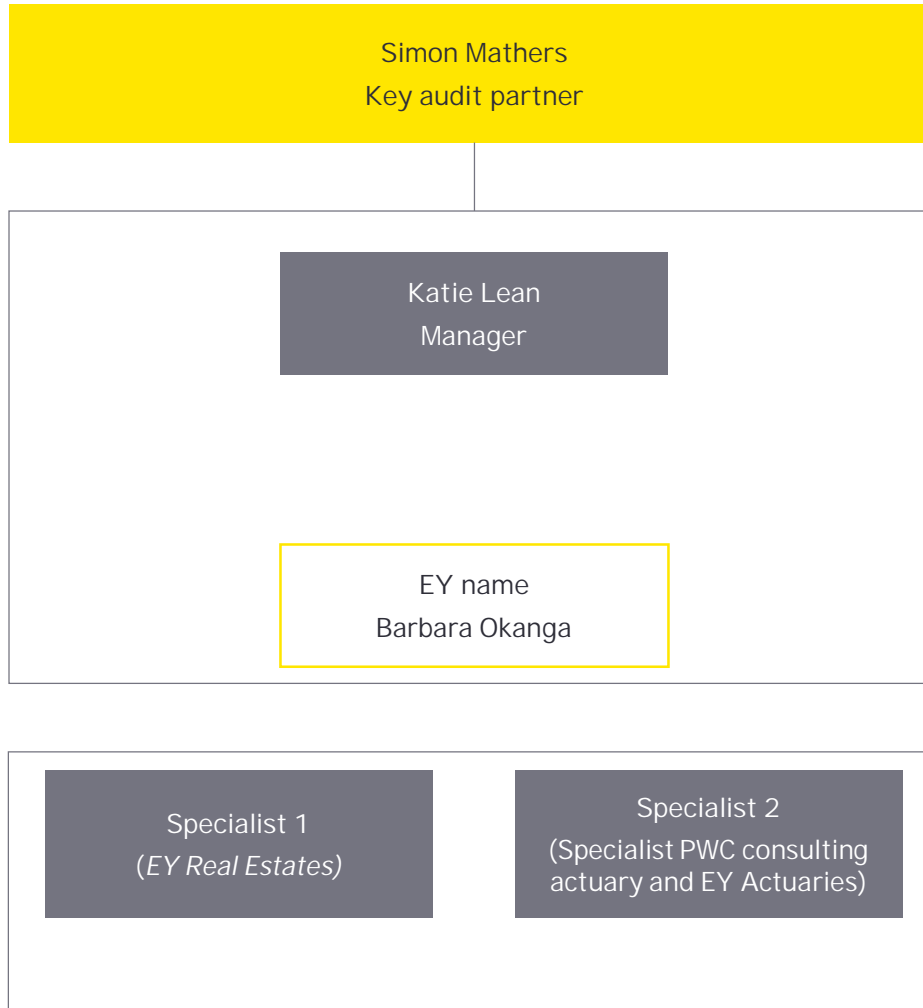 Simon Mathers
Key audit partner
Katie Lean
Manager
EY name
Barbara Okanga
Specialist 1
(EY Real Estates)
Specialist 2
(Specialist PWC consulting
actuary and EY Actuaries)